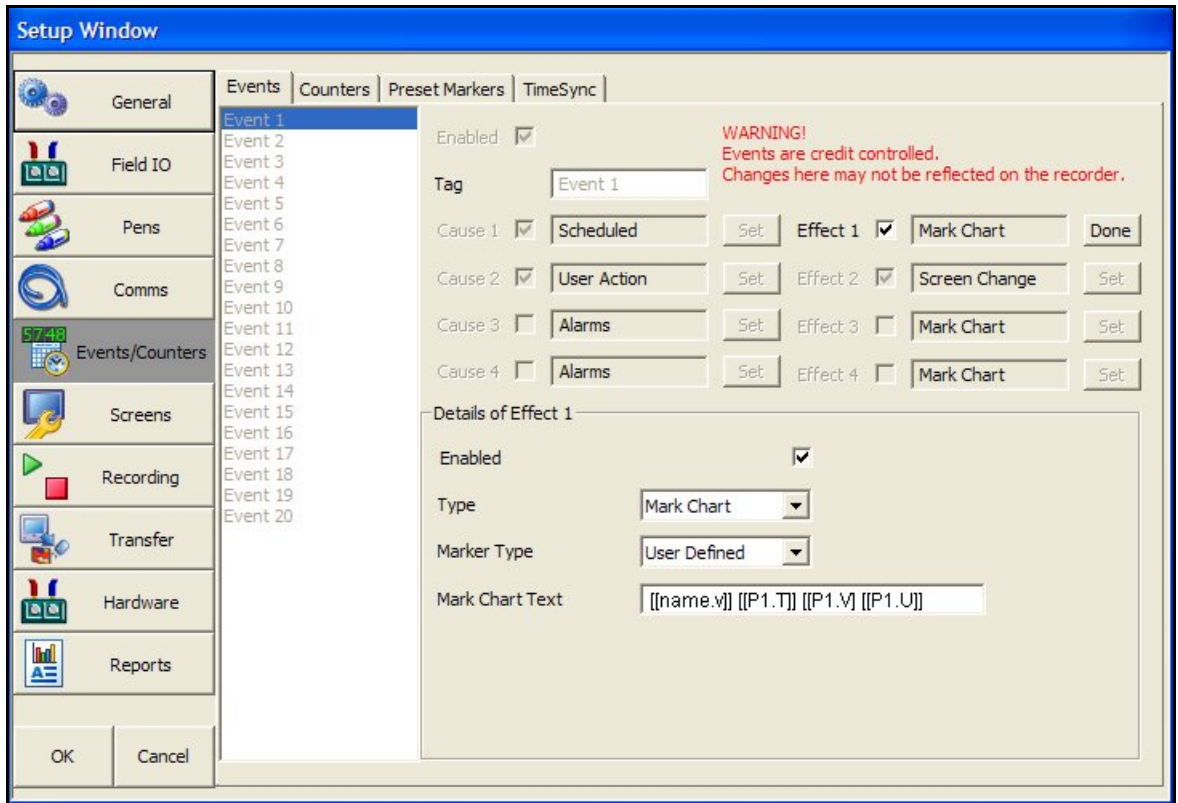 Setup Window
General
Field IO
Pens
Comms
57:48
Events/Counters
Screens
Recording
Transfer
Hardware
Reports
OK Cancel
Events Counters Preset Markers TimeSync
Event 1
Event 2
Event 3
Event 4
Event 5
Event 6
Event 7
Event 8
Event 9
Event 10
Event 11
Event 12
Event 13
Event 14
Event 15
Event 16
Event 17
Event 18
Event 19
Event 20
Enabled
WARNING!
Events are credit controlled.
Changes here may not be reflected on the recorder.
Tag Event 1
Cause 1 Scheduled Set Effect 1 Mark Chart Done
Cause 2 User Action Set Effect 2 Screen Change Set
Cause 3 Alarms Set Effect 3 Mark Chart Set
Cause 4 Alarms Set Effect 4 Mark Chart Set
Details of Effect 1
Enabled
Type Mark Chart
Marker Type User Defined
Mark Chart Text [[name.v]] [[P1.T]] [[P1.V] [[P1.U]]